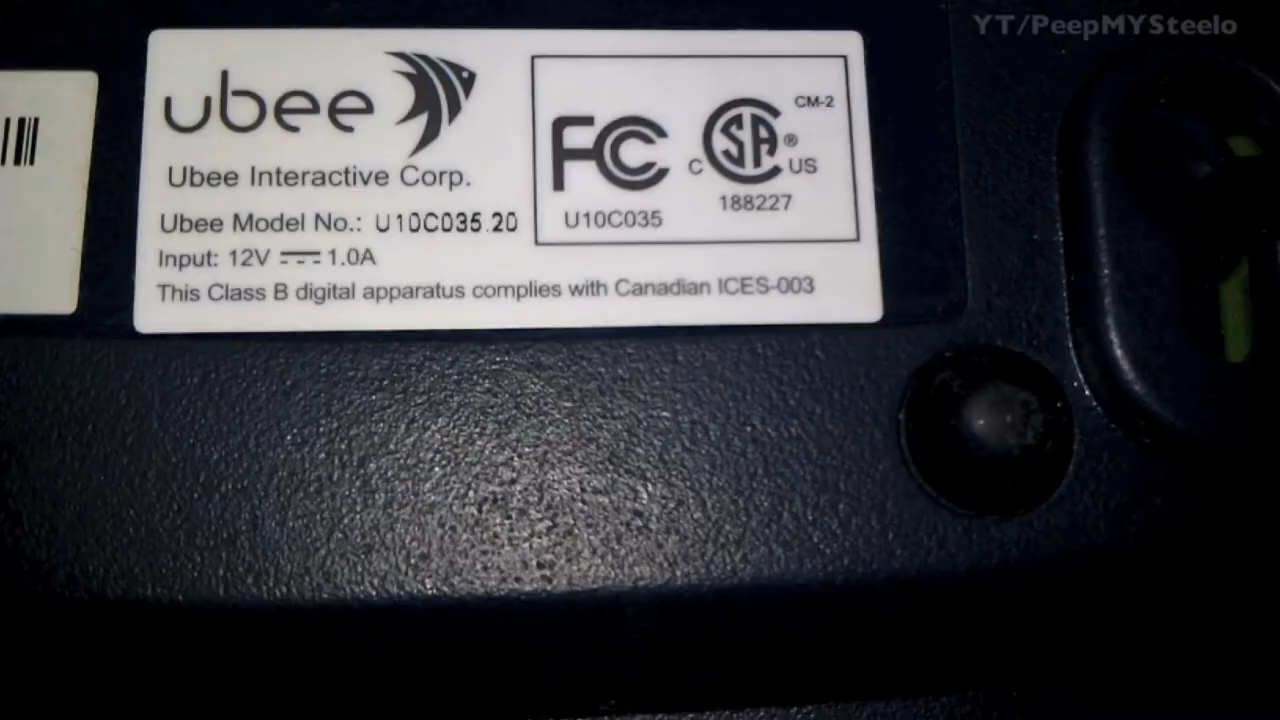 YT/PeepMYSteelo
ubee
Ubee Interactive Corp.
Ubee Model No.: U10C035.20
Input: 12V 1.0A
This Class B digital apparatus complies with Canadian ICES-003
FC
U10C035
CM-2
C SA ® US
188227